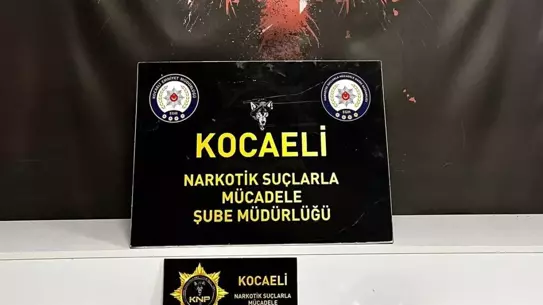 KOCAELİ
NARKOTİK SUÇLARLA
MÜCADELE
ŞUBE MÜDÜRLÜĞÜ
KNP
KOCAELİ
NARKOTİK SUÇLARLA
MÜCADELE